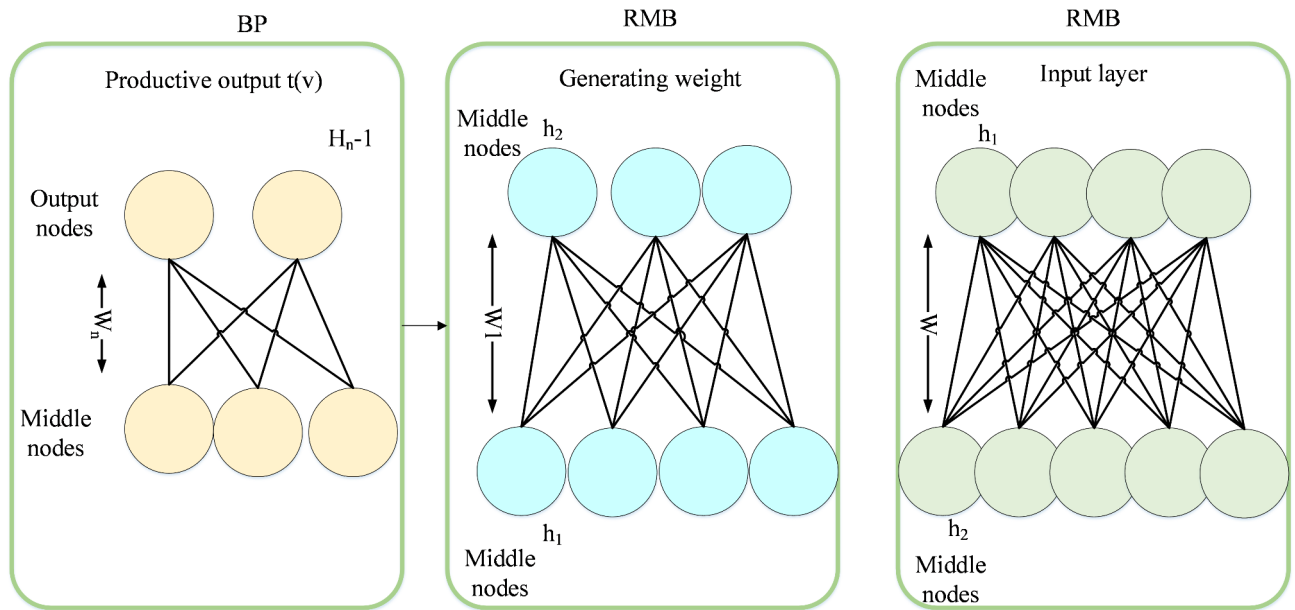 BP
Productive output t(v)
Hₙ-1
Output
nodes
Wₙ
Middle
nodes
RMB
Generating weight
Middle
nodes
h₂
W1
h₁
Middle
nodes
RMB
Input layer
Middle
nodes
h₁
W
h₂
Middle
nodes